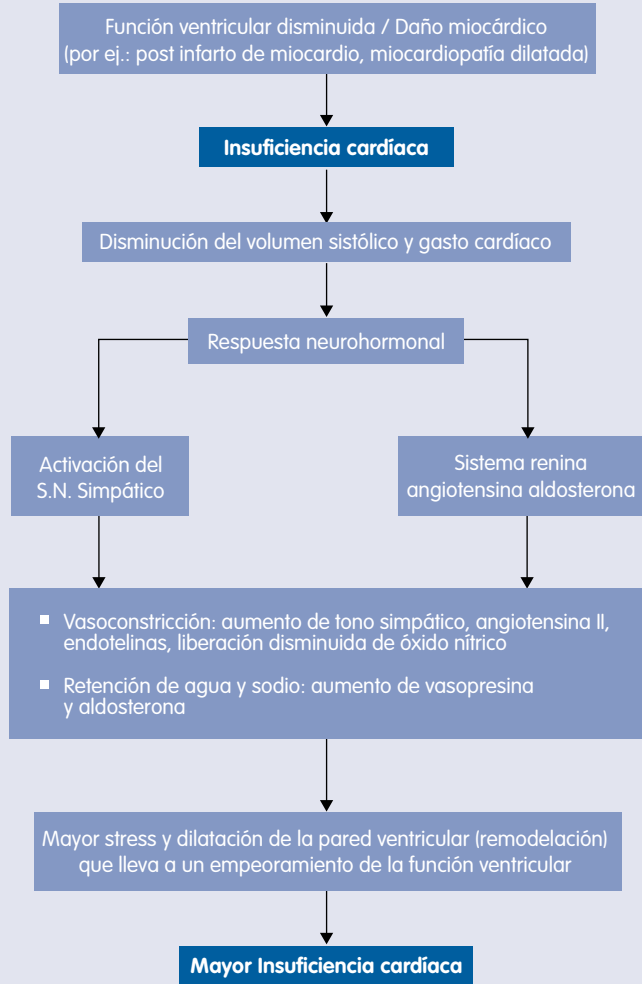 Función ventricular disminuida / Daño miocárdico
(por ej.: post infarto de miocardio, miocardiopatía dilatada)
Insuficiencia cardíaca
Disminución del volumen sistólico y gasto cardíaco
Respuesta neurohormonal
Activación del
S.N. Simpático
Sistema renina
angiotensina aldosterona
Vasoconstricción: aumento de tono simpático, angiotensina II,
endotelinas, liberación disminuida de óxido nítrico
Retención de agua y sodio: aumento de vasopresina
y aldosterona
Mayor stress y dilatación de la pared ventricular (remodelación)
que lleva a un empeoramiento de la función ventricular
Mayor Insuficiencia cardíaca